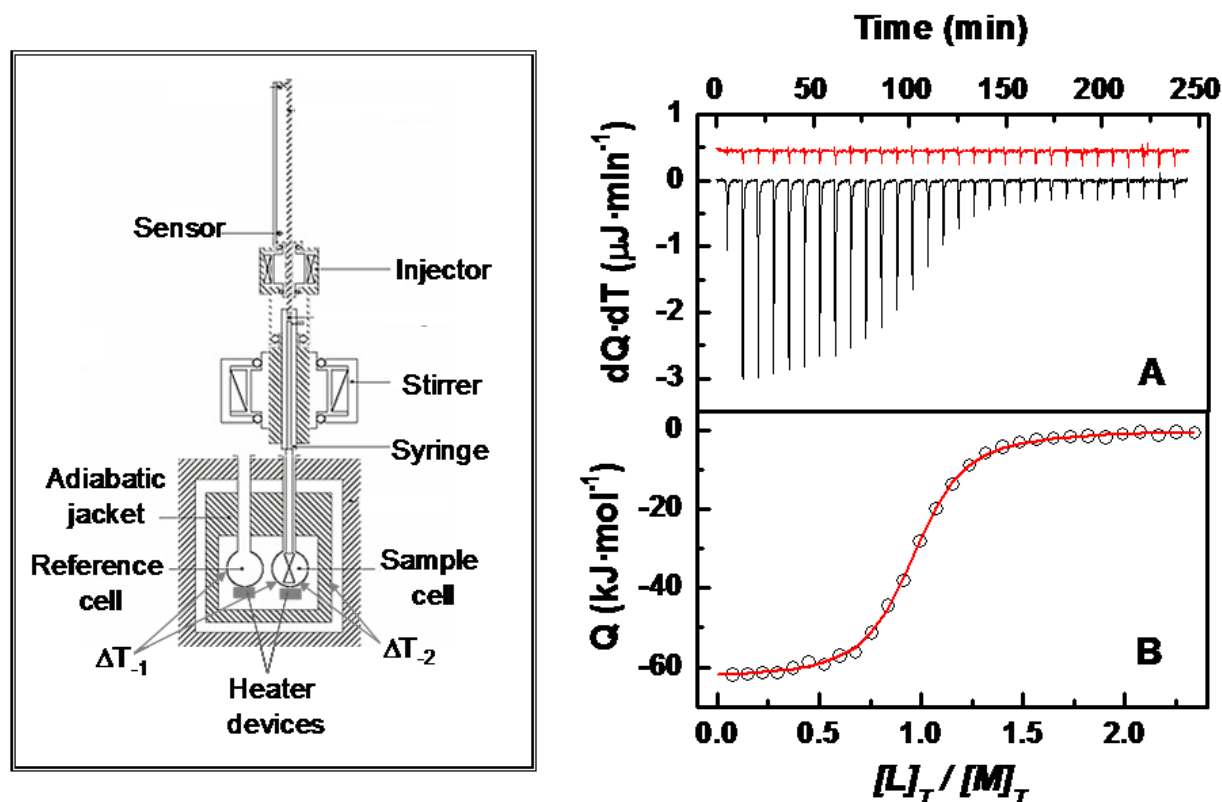 Sensor
Injector
Stirrer
Syringe
Adiabatic
jacket
Reference
cell
Sample
cell
ΔT-1
ΔT-2
Heater
devices
Time (min)
0 50 100 150 200 250
dQ·dT (µJ·min-1)
1
0
-1
-2
-3
A
Q (kJ·mol-1)
0
-20
-40
-60
B
0.0 0.5 1.0 1.5 2.0
[L]T / [M]T